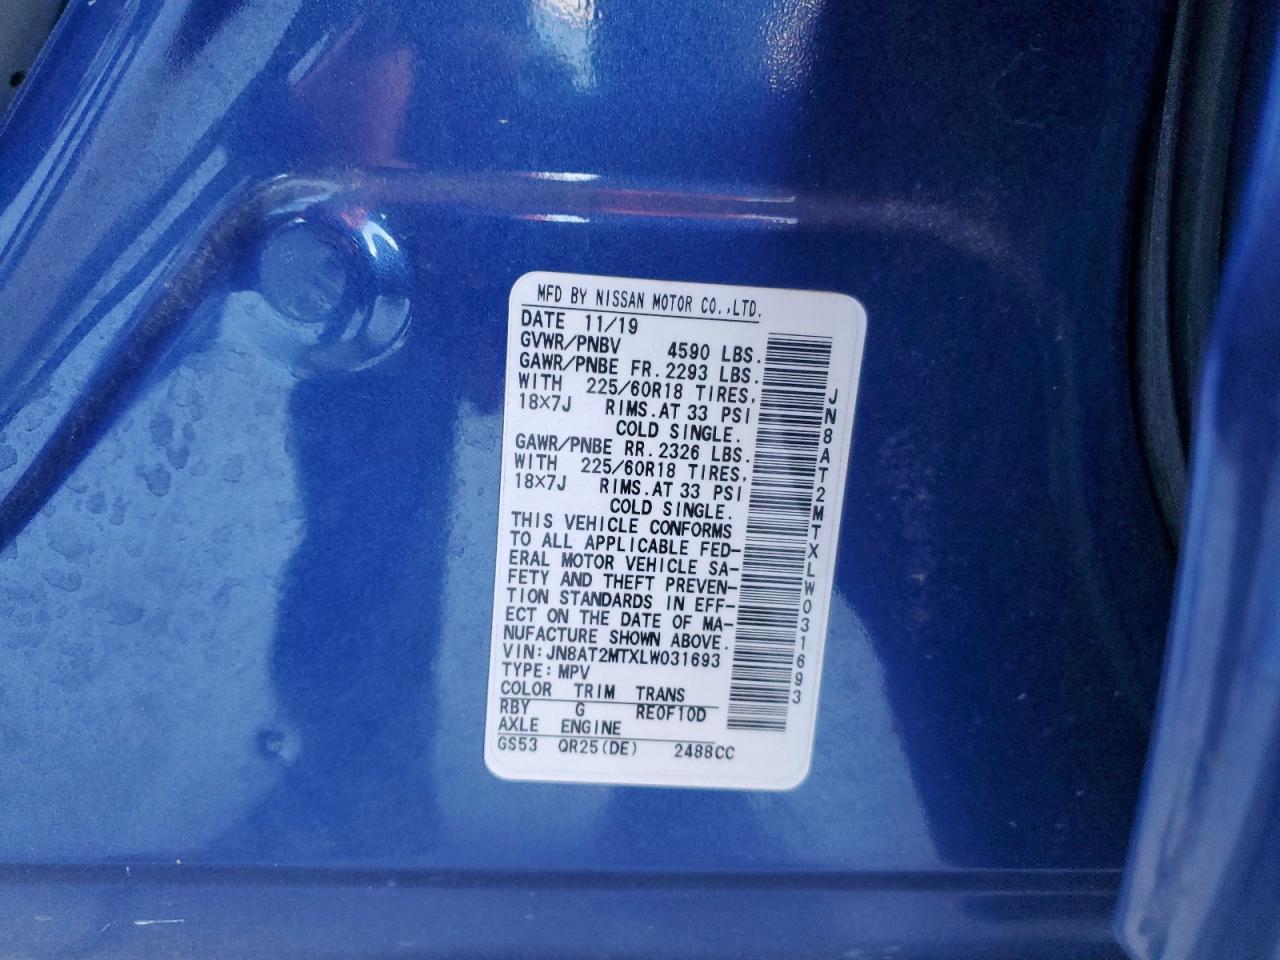 MFD BY NISSAN MOTOR CO.,LTD.
DATE 11/19
GVWR/PNBV 4590 LBS.
GAWR/PNBE FR. 2293 LBS.
WITH 225/60R18 TIRES,
18×7J RIMS. AT 33 PSI
COLD SINGLE.
GAWR/PNBE RR. 2326 LBS.
WITH 225/60R18 TIRES,
18×7J RIMS. AT 33 PSI
COLD SINGLE.
THIS VEHICLE CONFORMS
TO ALL APPLICABLE FED-
ERAL MOTOR VEHICLE SA-
FETY AND THEFT PREVEN-
TION STANDARDS IN EFF-
ECT ON THE DATE OF MA-
NUFACTURE SHOWN ABOVE.
VIN: JN8AT2MTXLW031693
TYPE: MPV
COLOR TRIM TRANS
RBY G RE0F10D
AXLE ENGINE
GS53 QR25(DE) 2488CC
JN8AT2MTXLW031693